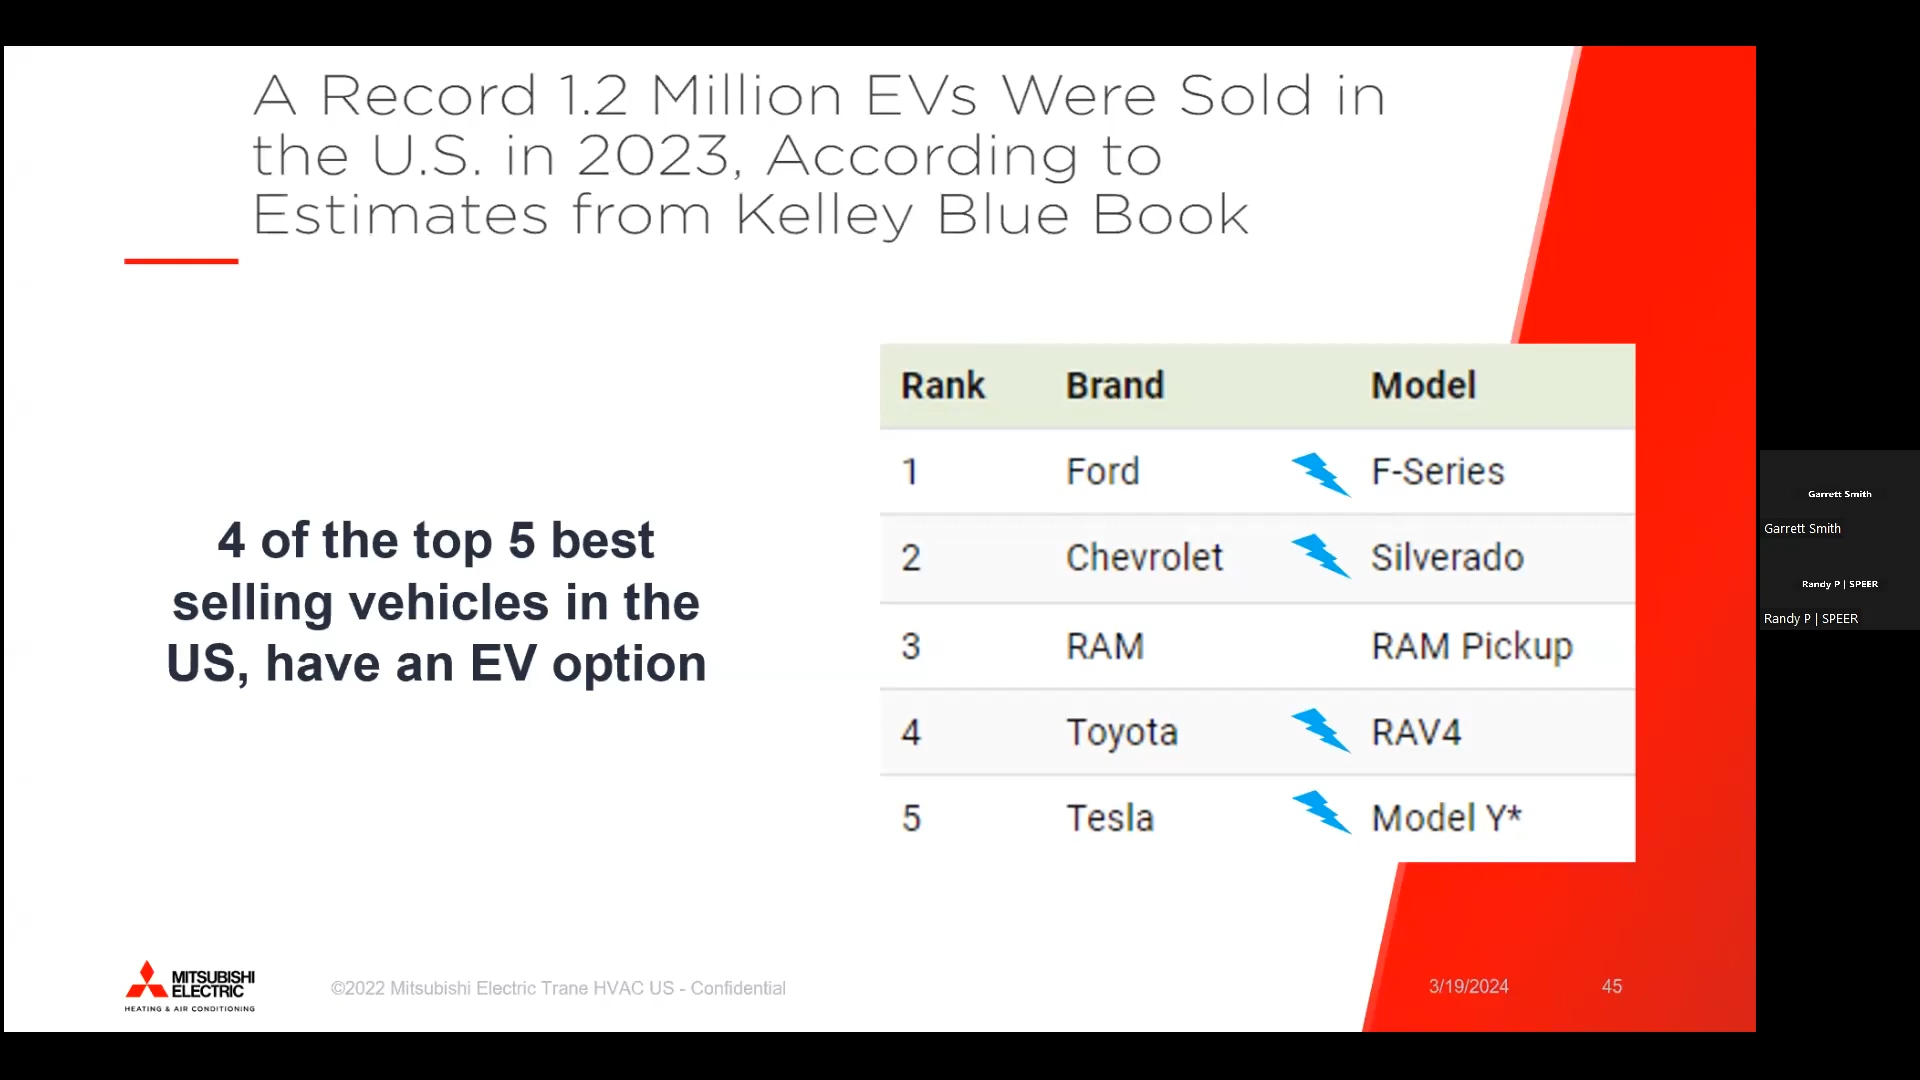 A Record 1.2 Million EVs Were Sold in
the U.S. in 2023, According to
Estimates from Kelley Blue Book
4 of the top 5 best
selling vehicles in the
US, have an EV option
Rank Brand Model
1 Ford F-Series
2 Chevrolet Silverado
3 RAM RAM Pickup
4 Toyota RAV4
5 Tesla Model Y*
Garrett Smith
Garrett Smith
Randy P | SPEER
Randy P | SPEER
MITSUBISHI
ELECTRIC
HEATING & AIR CONDITIONING
©2022 Mitsubishi Electric Trane HVAC US - Confidential
3/19/2024
45